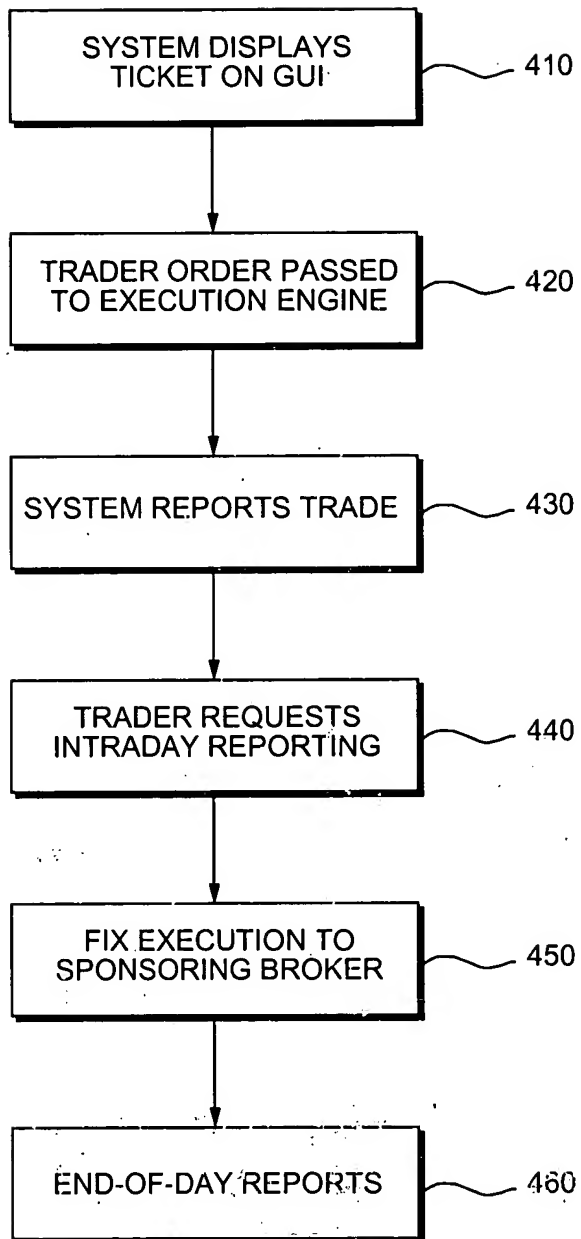 SYSTEM DISPLAYS
TICKET ON GUI
410
TRADER ORDER PASSED
TO EXECUTION ENGINE
420
SYSTEM REPORTS TRADE
430
TRADER REQUESTS
INTRADAY REPORTING
440
FIX EXECUTION TO
SPONSORING BROKER
450
END-OF-DAY REPORTS
460